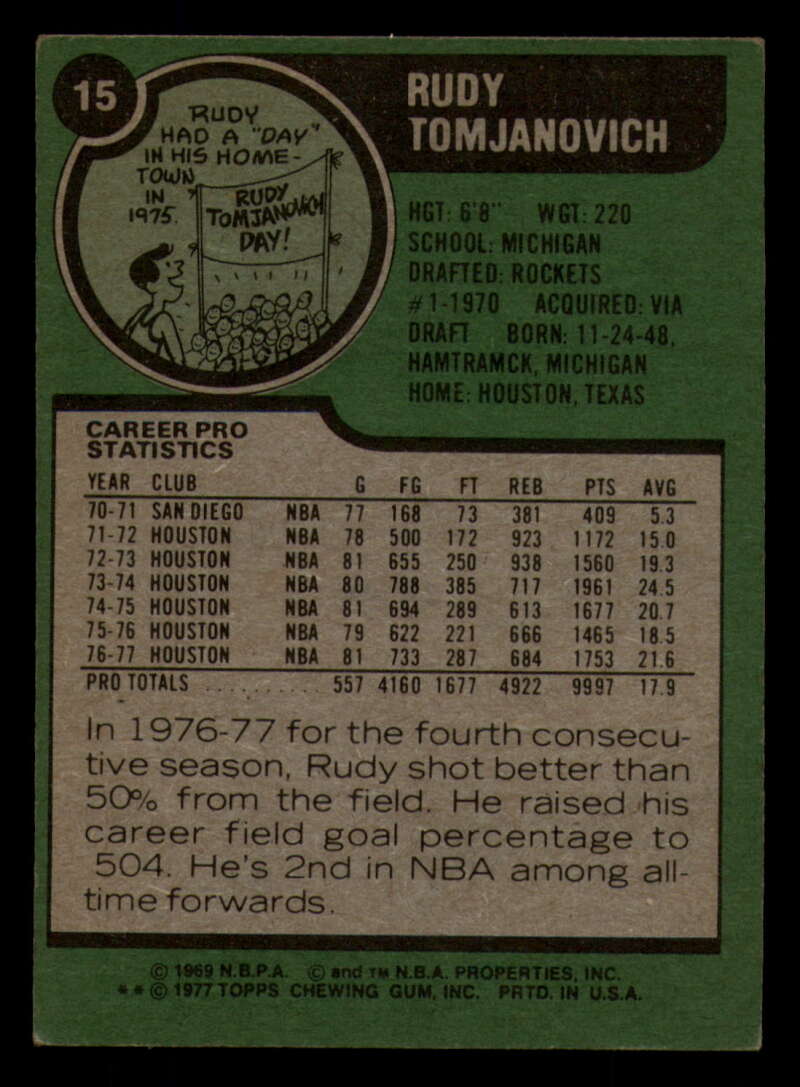 15
RUDY
TOMJANOVICH
RUDY
HAD A "DAY"
IN HIS HOME-
TOWN
IN
1975.
RUDY
TOMJANOVICH
DAY!
HGT: 6'8" WGT: 220
SCHOOL: MICHIGAN
DRAFTED: ROCKETS
#1-1970 ACQUIRED: VIA
DRAFT BORN: 11-24-48,
HAMTRAMCK, MICHIGAN
HOME: HOUSTON, TEXAS
CAREER PRO
STATISTICS
YEAR CLUB G FG FT REB PTS AVG
70-71 SAN DIEGO NBA 77 168 73 381 409 5.3
71-72 HOUSTON NBA 78 500 172 923 1172 15.0
72-73 HOUSTON NBA 81 655 250 938 1560 19.3
73-74 HOUSTON NBA 80 788 385 717 1961 24.5
74-75 HOUSTON NBA 81 694 289 613 1677 20.7
75-76 HOUSTON NBA 79 622 221 666 1465 18.5
76-77 HOUSTON NBA 81 733 287 684 1753 21.6
PRO TOTALS .......... 557 4160 1677 4922 9997 17.9
In 1976-77 for the fourth consecu-
tive season, Rudy shot better than
50% from the field. He raised his
career field goal percentage to
504. He's 2nd in NBA among all-
time forwards.
© 1969 N.B.P.A. © and TM N.B.A. PROPERTIES, INC.
* * © 1977 TOPPS CHEWING GUM, INC. PRTD. IN U.S.A.